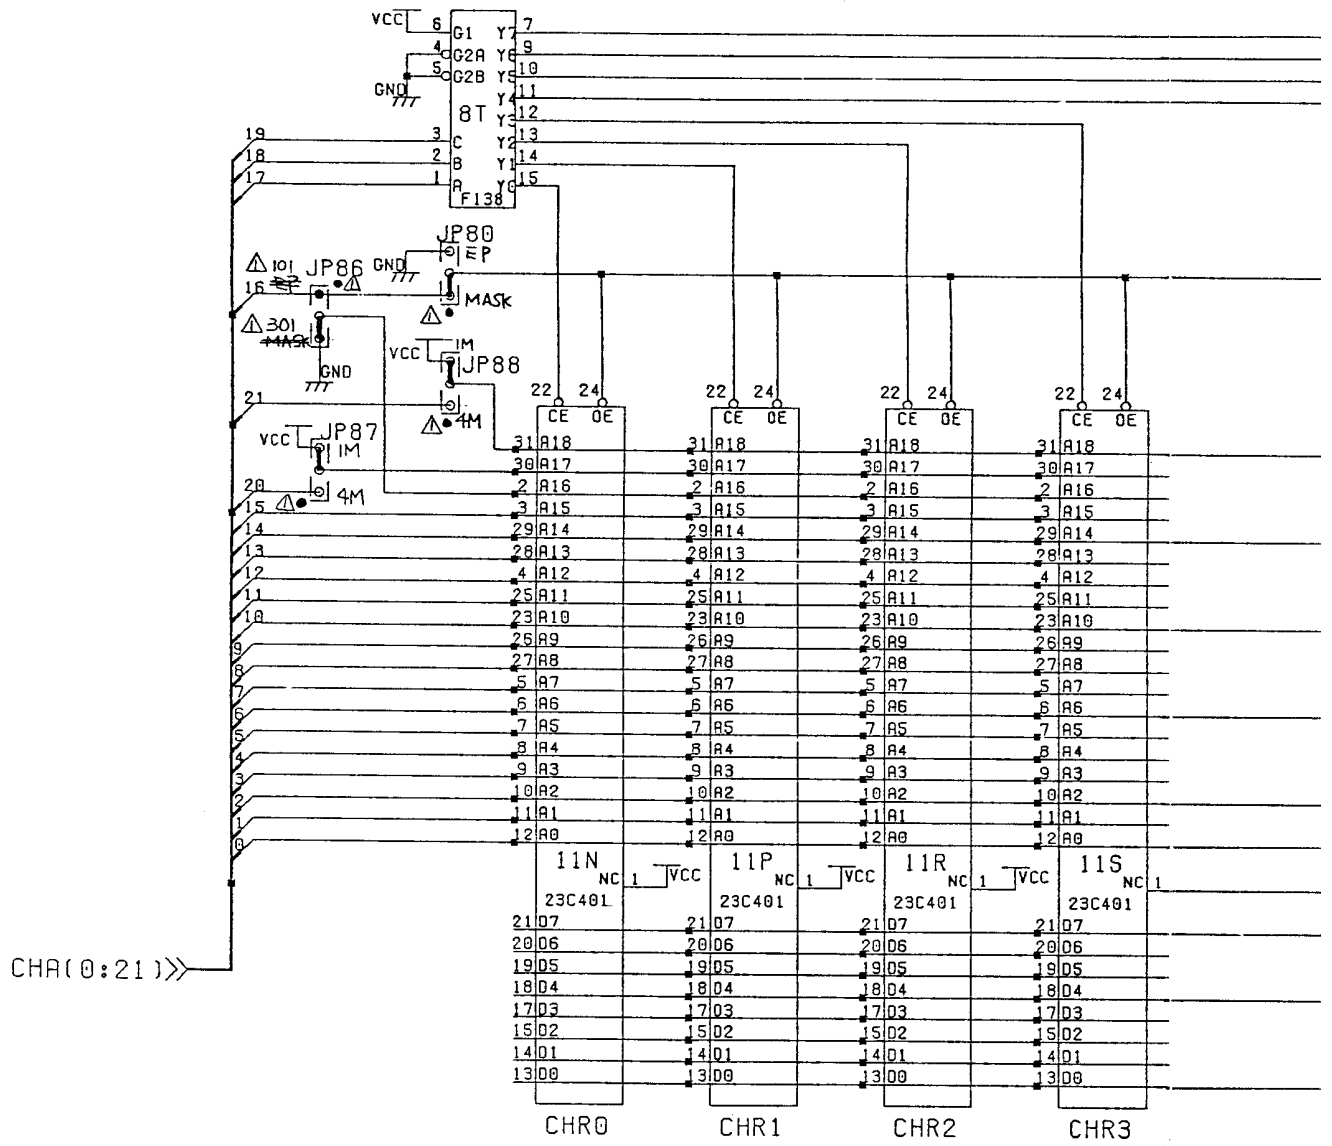 VCC 6 G1 Y7 7
4 G2A Y6 9
5 G2B Y5 10
GND Y4 11
8T Y3 12
19 3 C Y2 13
18 2 B Y1 14
17 1 A Y0 15
F138
JP80
EP
101 JP86 GND
16 MASK
301
MASK
VCC 1M
JP88
GND
21 4M
VCC JP87
1M
20 4M
22 24 22 24 22 24 22 24
CE OE CE OE CE OE CE OE
31 A18 31 A18 31 A18 31 A18
30 A17 30 A17 30 A17 30 A17
2 A16 2 A16 2 A16 2 A16
15 3 A15 3 A15 3 A15 3 A15
14 29 A14 29 A14 29 A14 29 A14
13 28 A13 28 A13 28 A13 28 A13
12 4 A12 4 A12 4 A12 4 A12
11 25 A11 25 A11 25 A11 25 A11
10 23 A10 23 A10 23 A10 23 A10
9 26 A9 26 A9 26 A9 26 A9
8 27 A8 27 A8 27 A8 27 A8
7 5 A7 5 A7 5 A7 5 A7
6 6 A6 6 A6 6 A6 6 A6
5 7 A5 7 A5 7 A5 7 A5
4 8 A4 8 A4 8 A4 8 A4
3 9 A3 9 A3 9 A3 9 A3
2 10 A2 10 A2 10 A2 10 A2
1 11 A1 11 A1 11 A1 11 A1
0 12 A0 12 A0 12 A0 12 A0
11N 11P 11R 11S
NC 1 VCC NC 1 VCC NC 1 VCC NC 1
23C401 23C401 23C401 23C401
21 D7 21 D7 21 D7 21 D7
20 D6 20 D6 20 D6 20 D6
CHA(0:21)
19 D5 19 D5 19 D5 19 D5
18 D4 18 D4 18 D4 18 D4
17 D3 17 D3 17 D3 17 D3
15 D2 15 D2 15 D2 15 D2
14 D1 14 D1 14 D1 14 D1
13 D0 13 D0 13 D0 13 D0
CHR0 CHR1 CHR2 CHR3